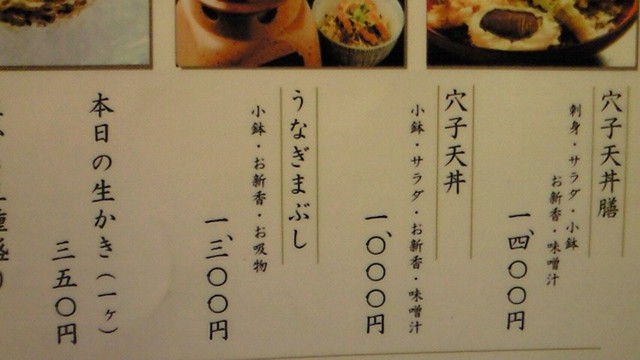 穴子天丼膳
刺身・サラダ・小鉢
お新香・味噌汁
一、四〇〇円
穴子天丼
小鉢・サラダ・お新香・味噌汁
一、〇〇〇円
うなぎまぶし
小鉢・お新香・お吸物
一、三〇〇円
本日の生かき(一ヶ)
三五〇円